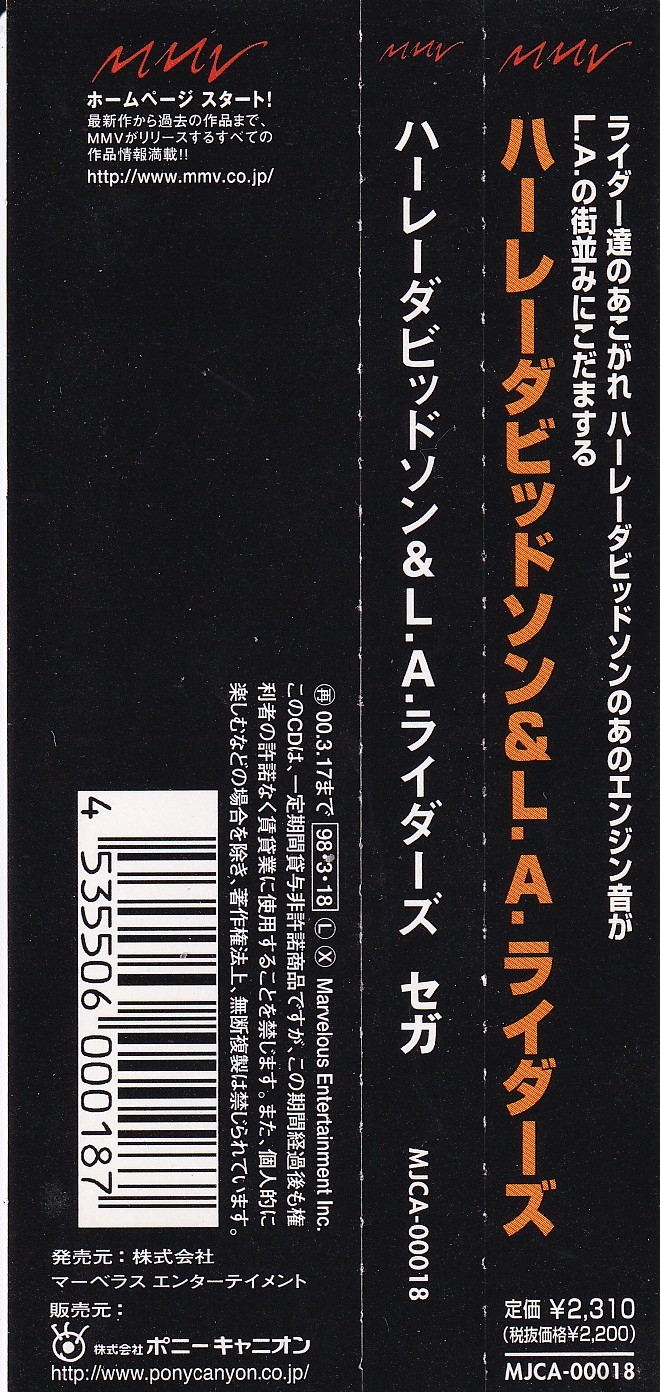 MMV
ライダー達のあこがれ ハーレーダビッドソンのあのエンジン音が
L.A.の街並みにこだまする
ハーレーダビッドソン&L.A.ライダーズ
定価 ¥2,310
(税抜価格¥2,200)
MJCA-00018
MMV
ハーレーダビッドソン&L.A.ライダーズ セガ
MJCA-00018
MMV
ホームページ スタート!
最新作から過去の作品まで、
MMVがリリースするすべての
作品情報満載!!
http://www.mmv.co.jp/
㊢ 00.3.17まで 98・3・18 Ⓛ Ⓧ Marvelous Entertainment Inc.
このCDは、一定期間貸与非許諾商品ですが、この期間経過後も権
利者の許諾なく賃貸業に使用することを禁じます。また、個人的に
楽しむなどの場合を除き、著作権法上、無断複製は禁じられています。
4 535506 000187
発売元：株式会社
マーベラス エンターテイメント
販売元：
株式会社 ポニーキャニオン
http://www.ponycanyon.co.jp/